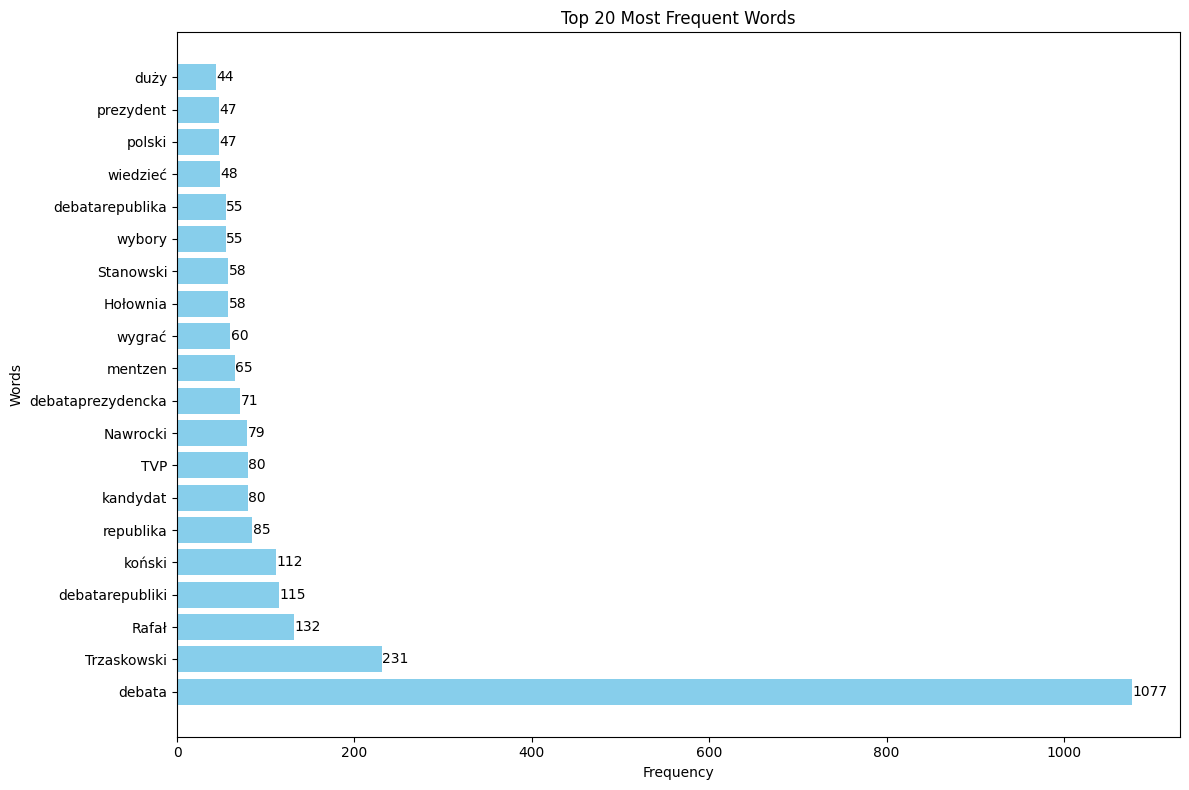 Top 20 Most Frequent Words
duży 44
prezydent 47
polski 47
wiedzieć 48
debatarepublika 55
wybory 55
Stanowski 58
Hołownia 58
wygrać 60
mentzen 65
debataprezydencka 71
Nawrocki 79
TVP 80
kandydat 80
republika 85
koński 112
debatarepubliki 115
Rafał 132
Trzaskowski 231
debata 1077
Words
0 200 400 600 800 1000
Frequency